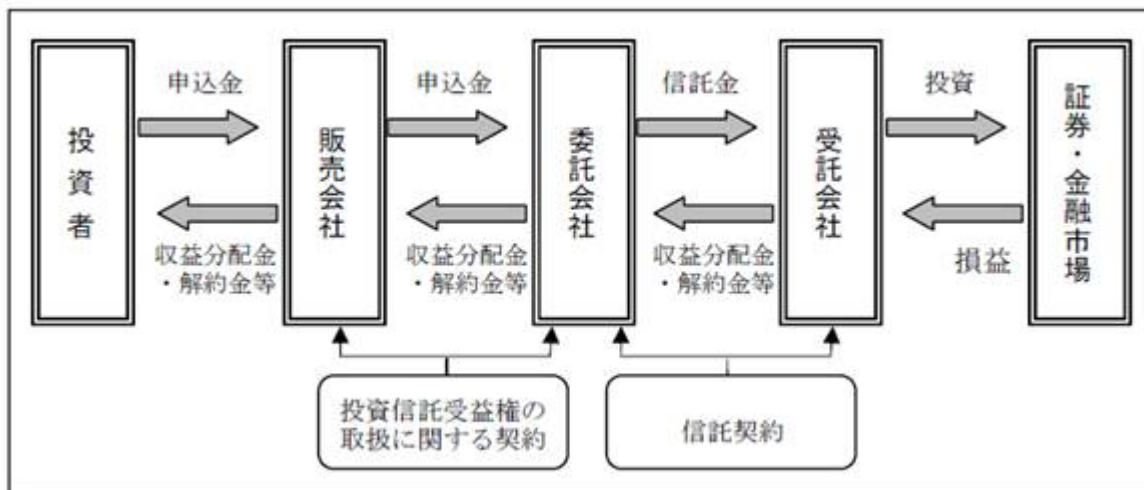 投資者
申込金
収益分配金
・解約金等
販売会社
申込金
収益分配金
・解約金等
委託会社
信託金
収益分配金
・解約金等
受託会社
投資
損益
証券・金融市場
投資信託受益権の
取扱に関する契約
信託契約